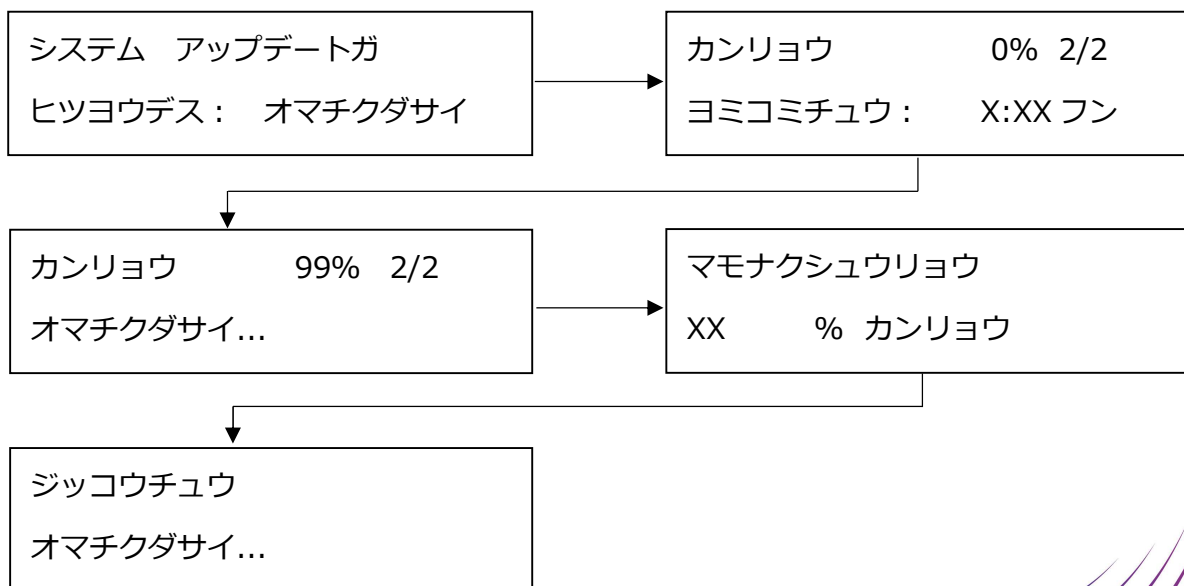 システム　アップデートガ
ヒツヨウデス：　オマチクダサイ
カンリョウ　　　　　0%  2/2
ヨミコミチュウ：　　X:XX フン
カンリョウ　　　　99%   2/2
オマチクダサイ...
マモナクシュウリョウ
XX　　　%  カンリョウ
ジッコウチュウ
オマチクダサイ...